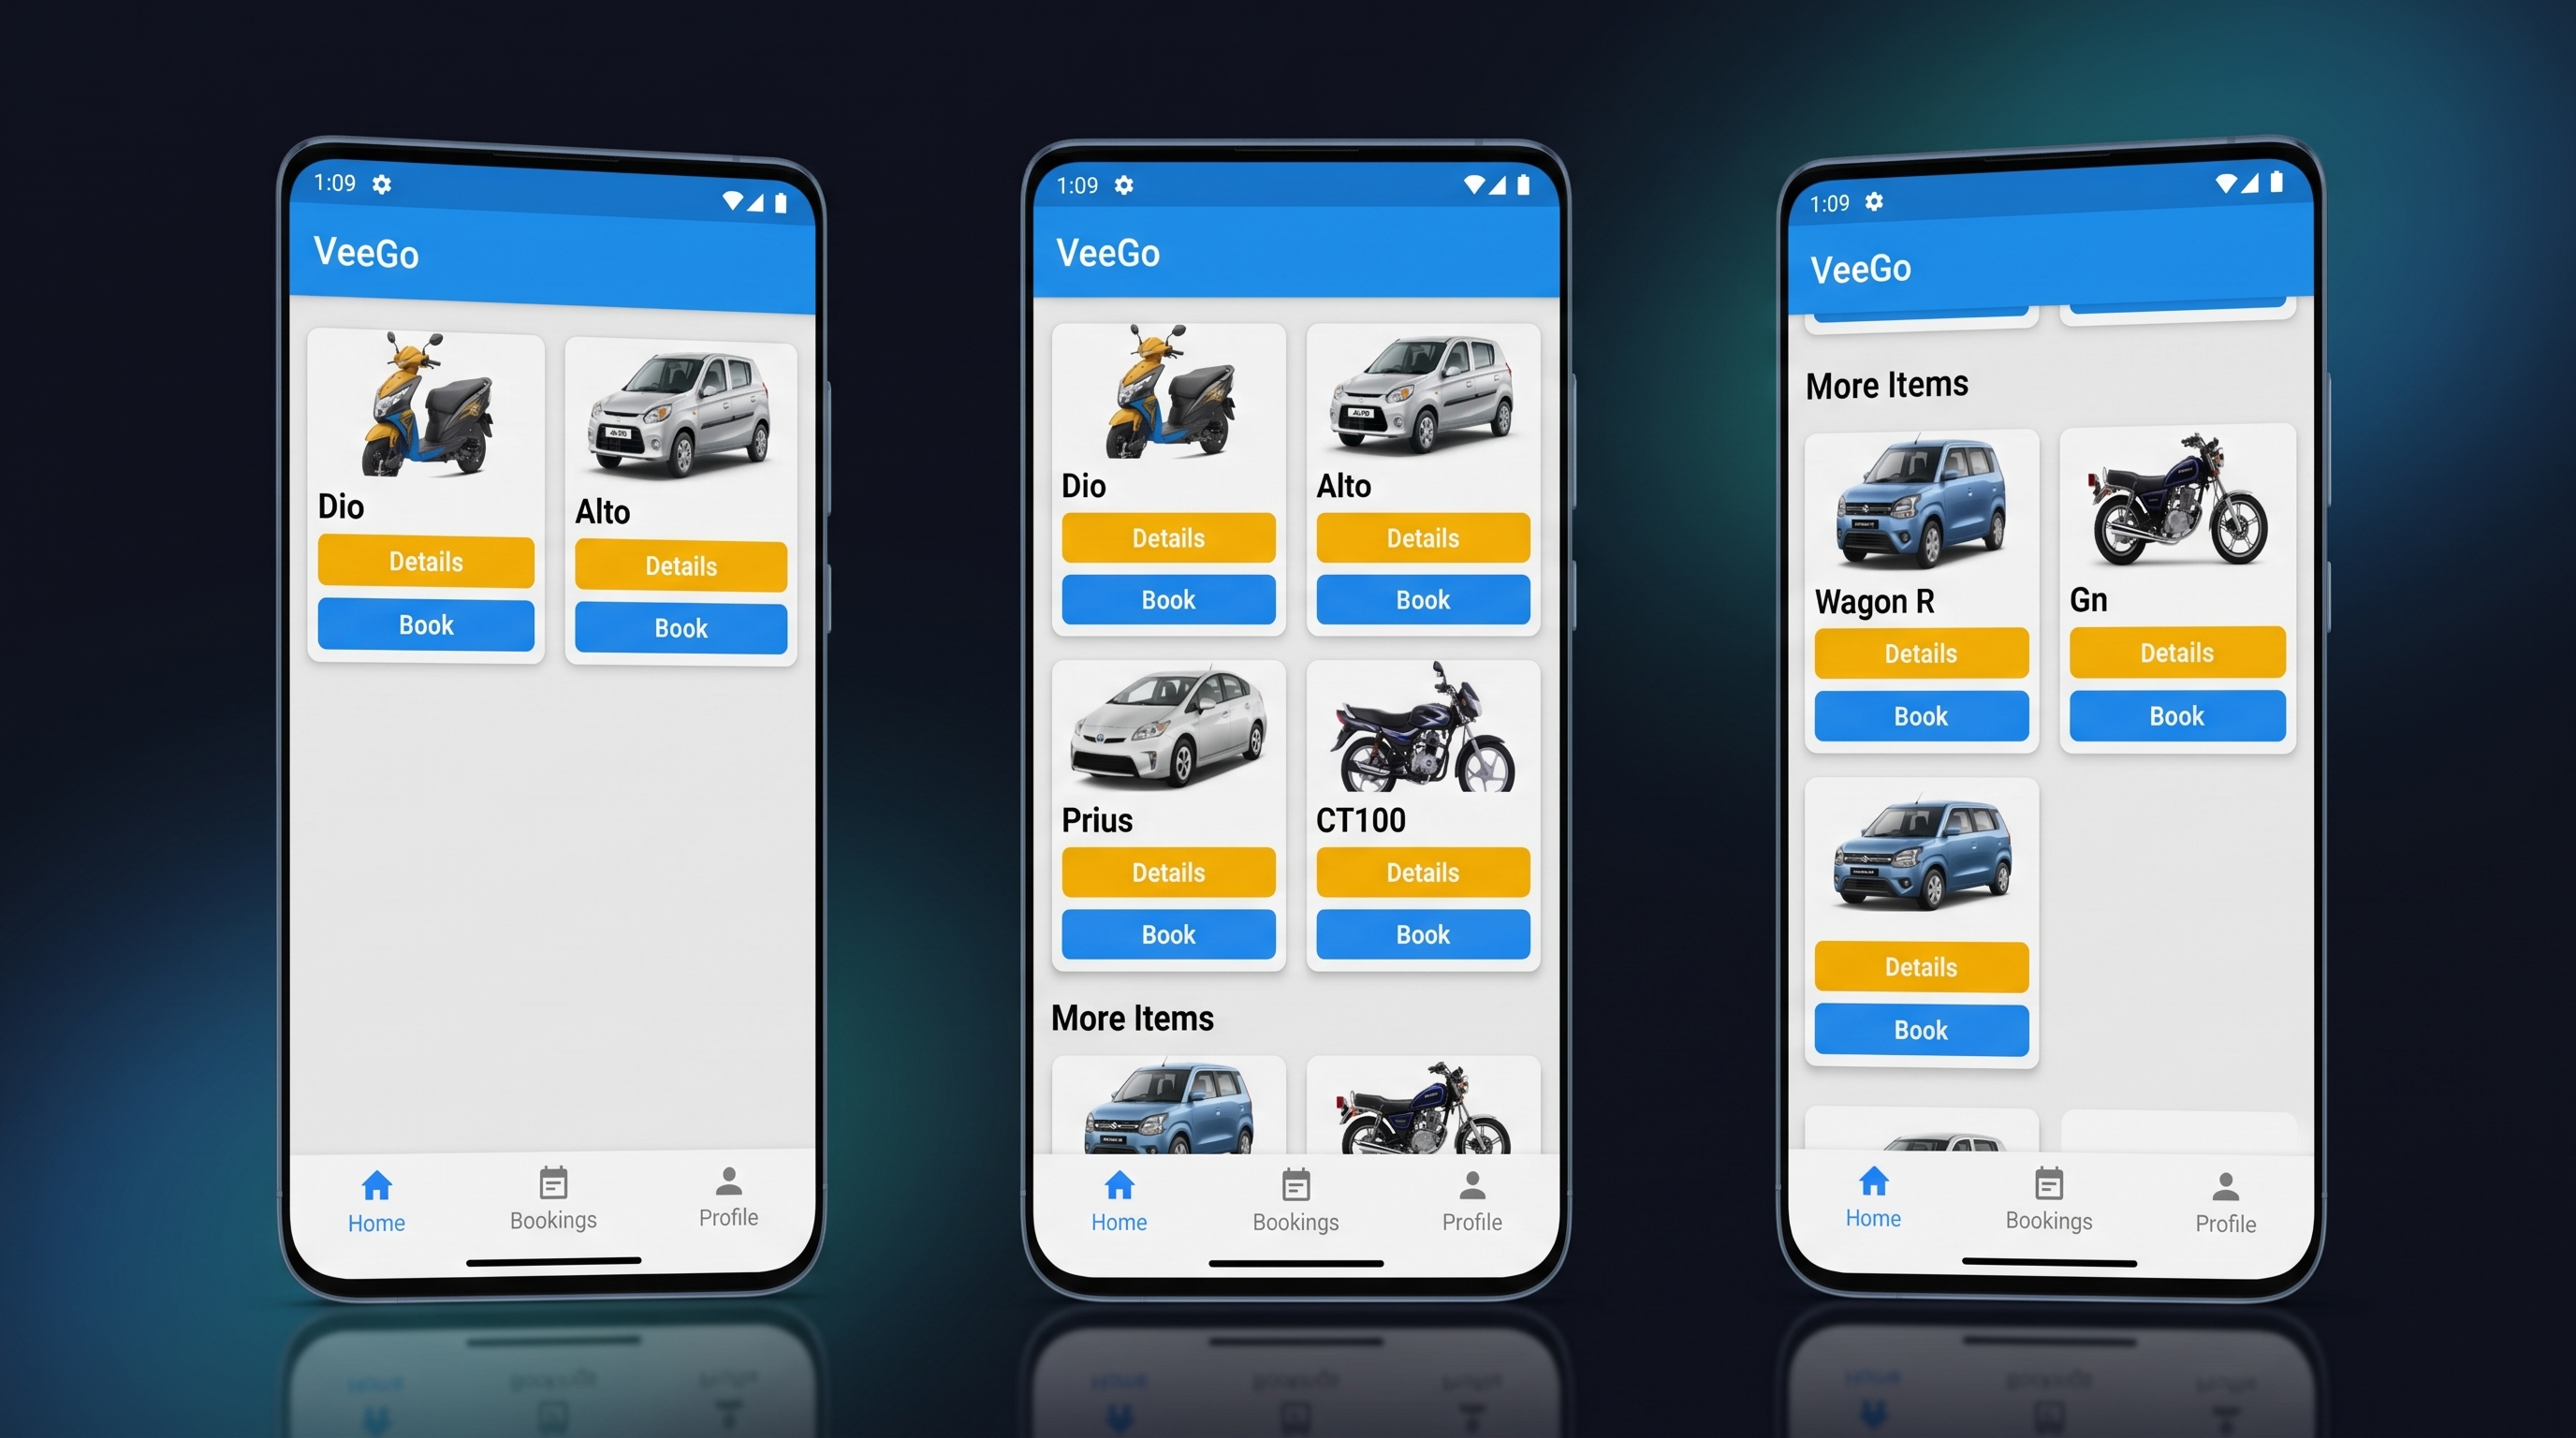 1:09
VeeGo
Dio
Alto
Details
Details
Book
Book
Home
Bookings
Profile
1:09
VeeGo
Dio
Alto
Details
Details
Book
Book
Prius
CT100
Details
Details
Book
Book
More Items
Home
Bookings
Profile
1:09
VeeGo
More Items
Wagon R
Gn
Details
Details
Book
Book
Details
Book
Home
Bookings
Profile